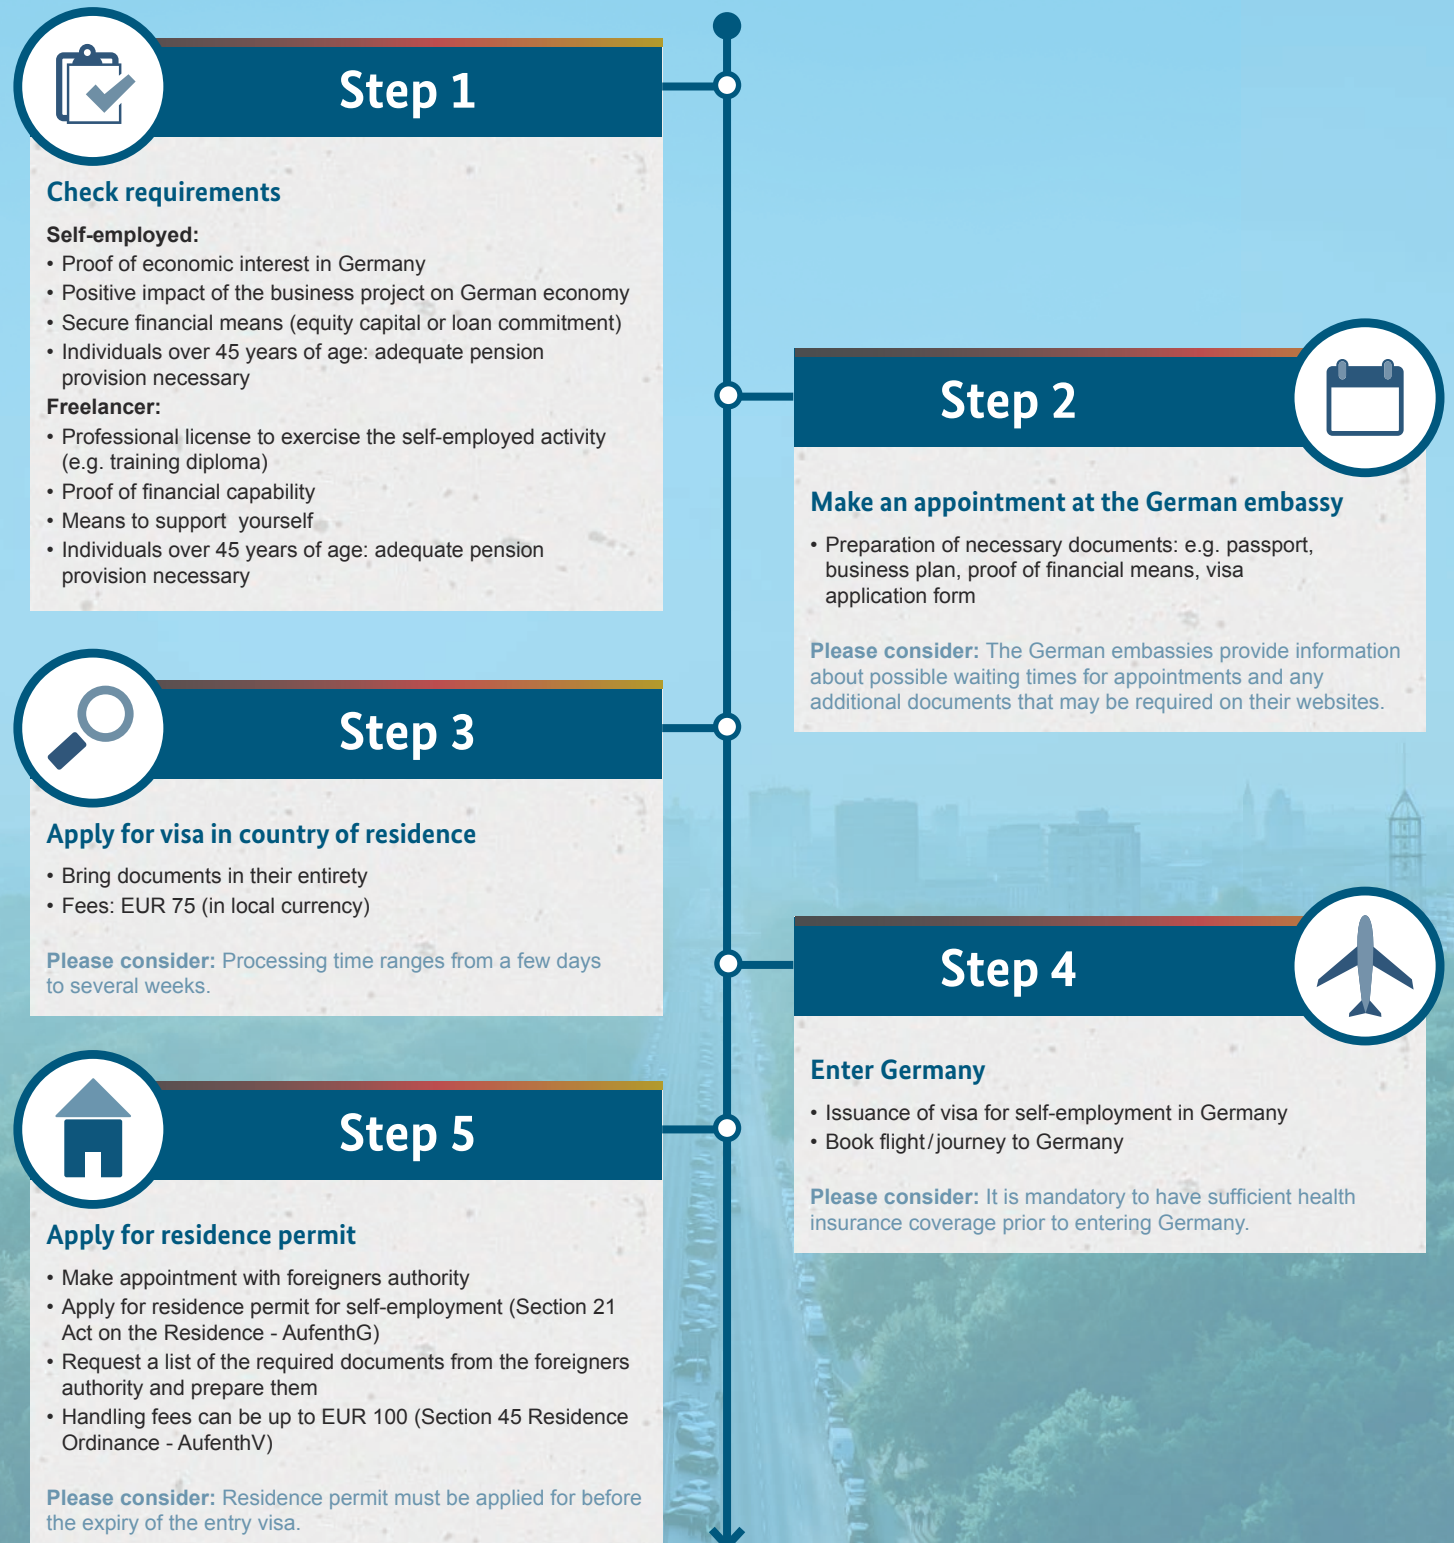 Step 1
Check requirements
Self-employed:
• Proof of economic interest in Germany
• Positive impact of the business project on German economy
• Secure financial means (equity capital or loan commitment)
• Individuals over 45 years of age: adequate pension
provision necessary
Freelancer:
• Professional license to exercise the self-employed activity
(e.g. training diploma)
• Proof of financial capability
• Means to support yourself
• Individuals over 45 years of age: adequate pension
provision necessary
Step 2
Make an appointment at the German embassy
• Preparation of necessary documents: e.g. passport,
business plan, proof of financial means, visa
application form
Please consider: The German embassies provide information
about possible waiting times for appointments and any
additional documents that may be required on their websites.
Step 3
Apply for visa in country of residence
• Bring documents in their entirety
• Fees: EUR 75 (in local currency)
Please consider: Processing time ranges from a few days
to several weeks.
Step 4
Enter Germany
• Issuance of visa for self-employment in Germany
• Book flight/journey to Germany
Please consider: It is mandatory to have sufficient health
insurance coverage prior to entering Germany.
Step 5
Apply for residence permit
• Make appointment with foreigners authority
• Apply for residence permit for self-employment (Section 21
Act on the Residence - AufenthG)
• Request a list of the required documents from the foreigners
authority and prepare them
• Handling fees can be up to EUR 100 (Section 45 Residence
Ordinance - AufenthV)
Please consider: Residence permit must be applied for before
the expiry of the entry visa.